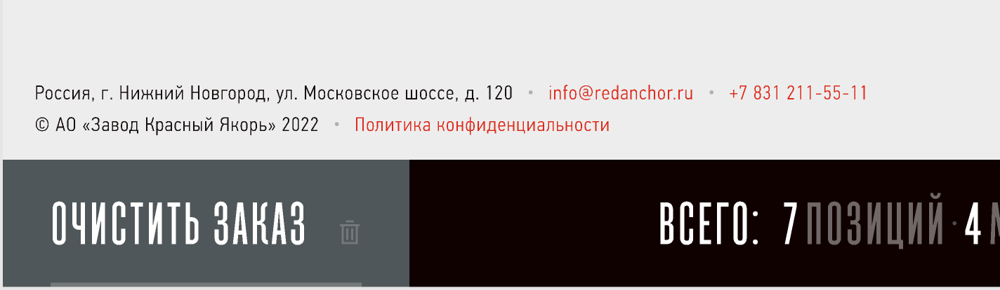 Россия, г. Нижний Новгород, ул. Московское шоссе, д. 120 • info@redanchor.ru • +7 831 211-55-11
© АО «Завод Красный Якорь» 2022 • Политика конфиденциальности
ОЧИСТИТЬ ЗАКАЗ
ВСЕГО: 7 ПОЗИЦИЙ · 4